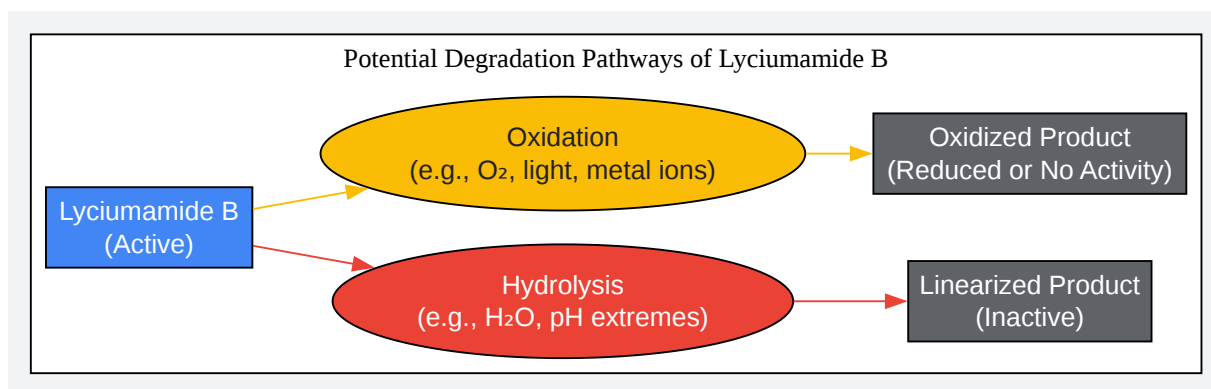 Potential Degradation Pathways of Lyciumamide B
Lyciumamide B
(Active)
Oxidation
(e.g., O₂, light, metal ions)
Oxidized Product
(Reduced or No Activity)
Hydrolysis
(e.g., H₂O, pH extremes)
Linearized Product
(Inactive)